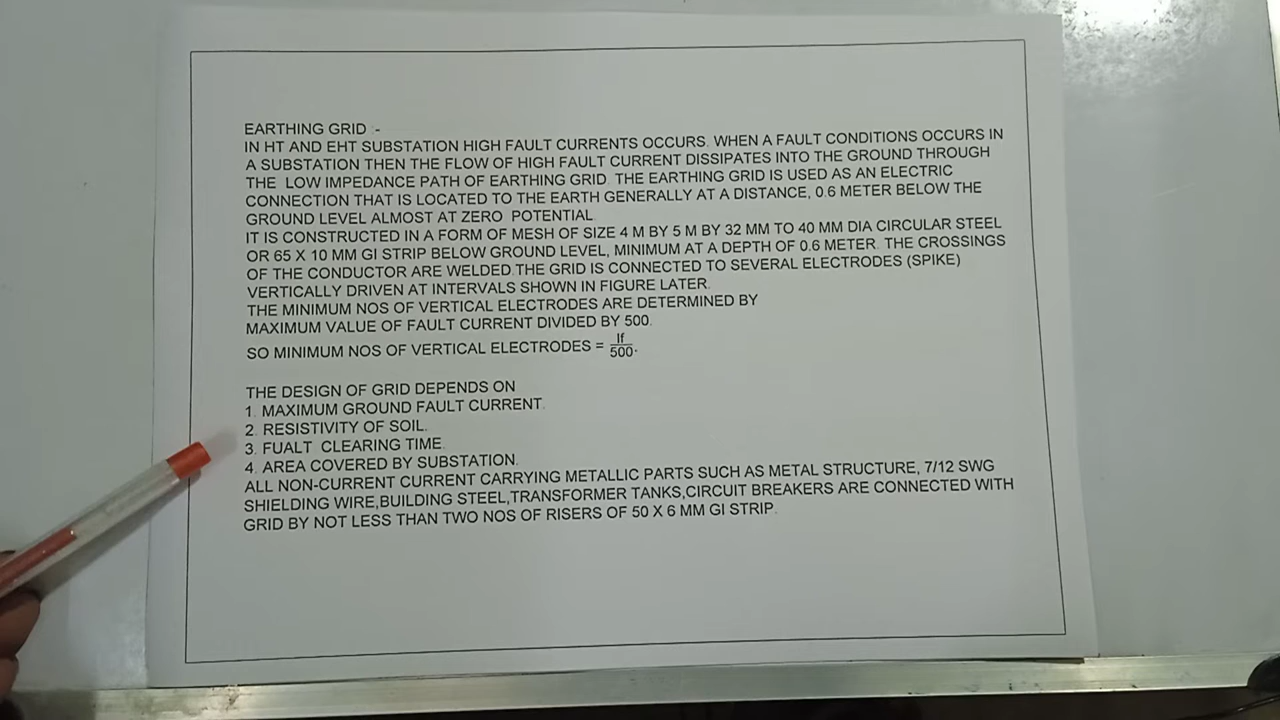 EARTHING GRID :-
IN HT AND EHT SUBSTATION HIGH FAULT CURRENTS OCCURS. WHEN A FAULT CONDITIONS OCCURS IN
A SUBSTATION THEN THE FLOW OF HIGH FAULT CURRENT DISSIPATES INTO THE GROUND THROUGH
THE LOW IMPEDANCE PATH OF EARTHING GRID. THE EARTHING GRID IS USED AS AN ELECTRIC
CONNECTION THAT IS LOCATED TO THE EARTH GENERALLY AT A DISTANCE, 0.6 METER BELOW THE
GROUND LEVEL ALMOST AT ZERO POTENTIAL.
IT IS CONSTRUCTED IN A FORM OF MESH OF SIZE 4 M BY 5 M BY 32 MM TO 40 MM DIA CIRCULAR STEEL
OR 65 X 10 MM GI STRIP BELOW GROUND LEVEL, MINIMUM AT A DEPTH OF 0.6 METER. THE CROSSINGS
OF THE CONDUCTOR ARE WELDED.THE GRID IS CONNECTED TO SEVERAL ELECTRODES (SPIKE)
VERTICALLY DRIVEN AT INTERVALS SHOWN IN FIGURE LATER.
THE MINIMUM NOS OF VERTICAL ELECTRODES ARE DETERMINED BY
MAXIMUM VALUE OF FAULT CURRENT DIVIDED BY 500.
SO MINIMUM NOS OF VERTICAL ELECTRODES = If/500.
THE DESIGN OF GRID DEPENDS ON
1. MAXIMUM GROUND FAULT CURRENT.
2. RESISTIVITY OF SOIL.
3. FUALT CLEARING TIME.
4. AREA COVERED BY SUBSTATION.
ALL NON-CURRENT CURRENT CARRYING METALLIC PARTS SUCH AS METAL STRUCTURE, 7/12 SWG
SHIELDING WIRE,BUILDING STEEL,TRANSFORMER TANKS,CIRCUIT BREAKERS ARE CONNECTED WITH
GRID BY NOT LESS THAN TWO NOS OF RISERS OF 50 X 6 MM GI STRIP.